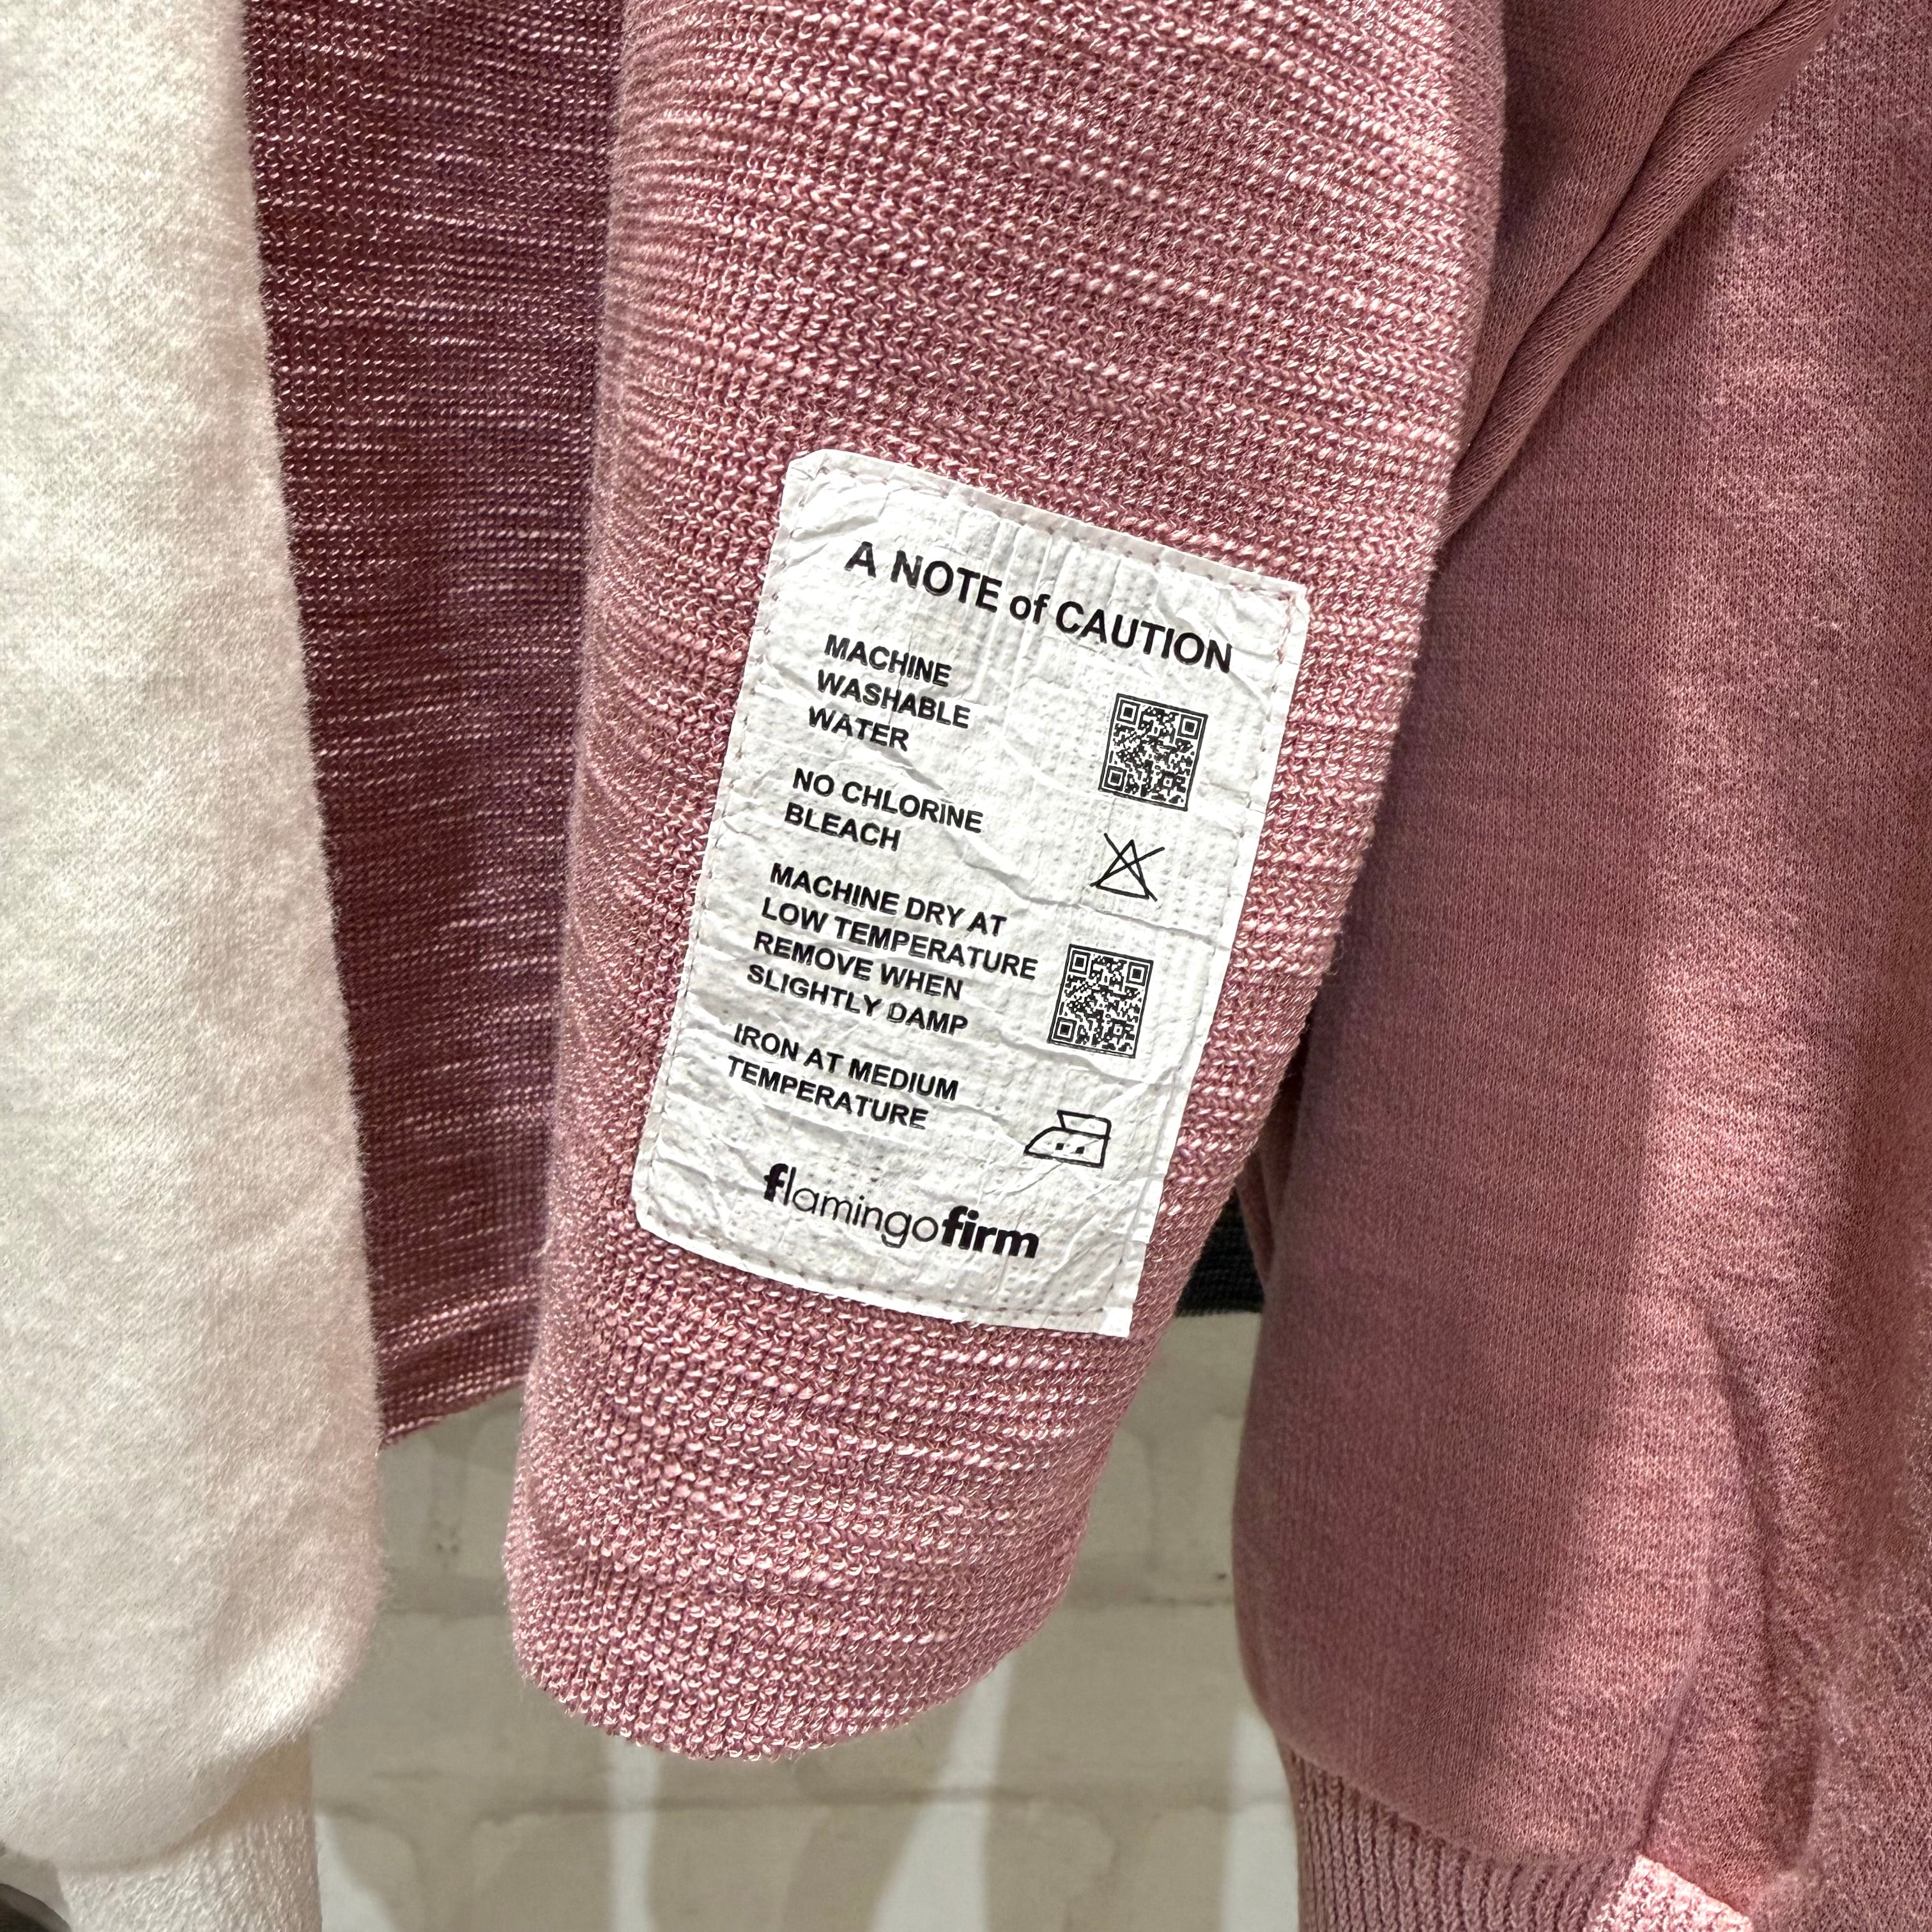 A NOTE of CAUTION
MACHINE
WASHABLE
WATER
NO CHLORINE
BLEACH
MACHINE DRY AT
LOW TEMPERATURE
REMOVE WHEN
SLIGHTLY DAMP
IRON AT MEDIUM
TEMPERATURE
flamingofirm